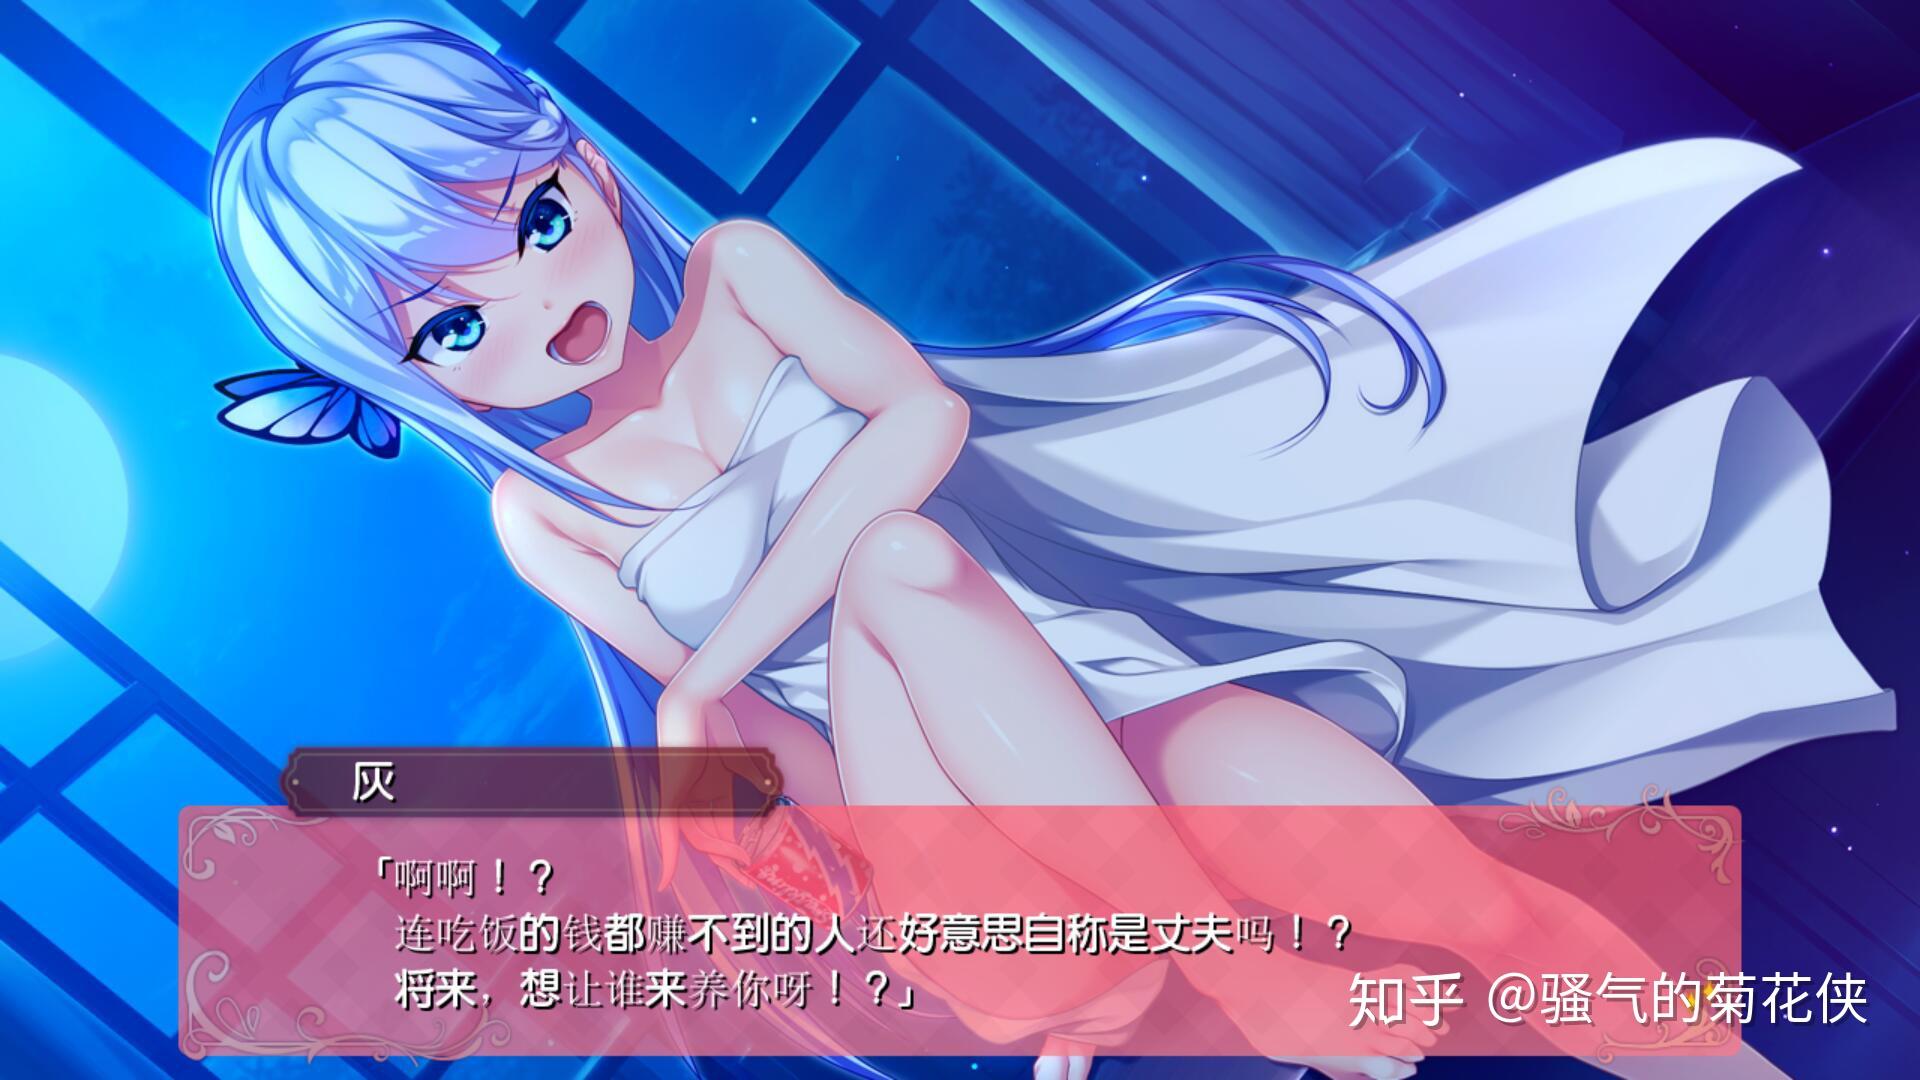 灰
「啊啊！？
连吃饭的钱都赚不到的人还好意思自称是丈夫吗！？
将来，想让谁来养你呀！？」
知乎 @骚气的菊花侠